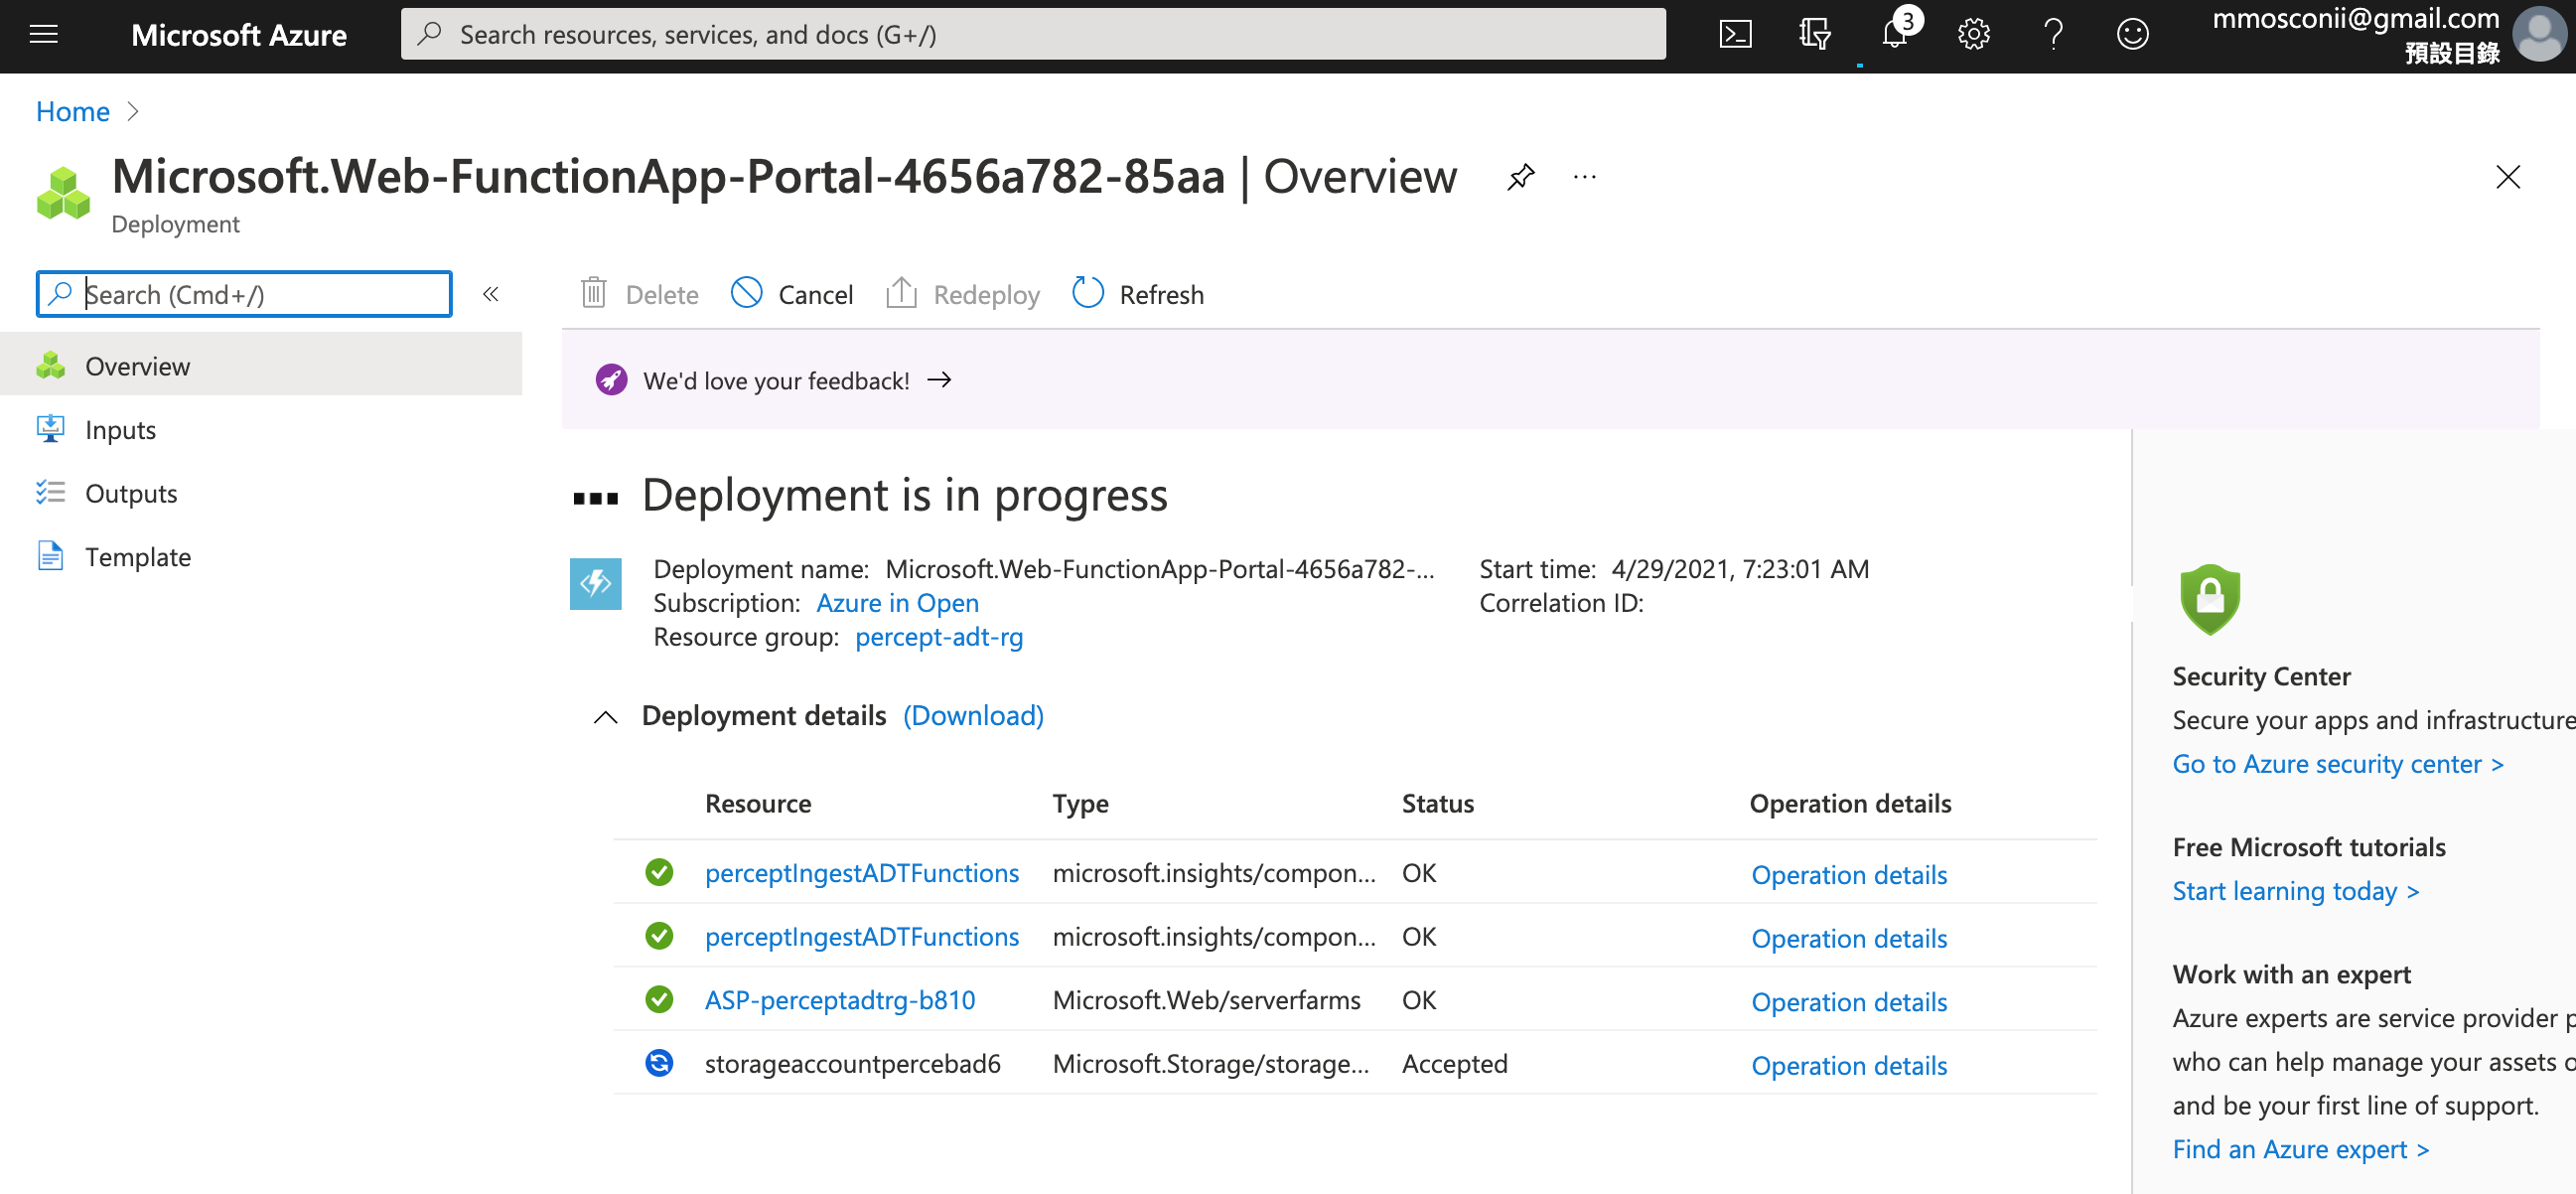 Microsoft Azure
Search resources, services, and docs (G+/)
3
mmosconii@gmail.com
預設目錄
Home
Microsoft.Web-FunctionApp-Portal-4656a782-85aa | Overview
Deployment
Search (Cmd+/)
Delete
Cancel
Redeploy
Refresh
Overview
Inputs
Outputs
Template
We'd love your feedback!
Deployment is in progress
Deployment name: Microsoft.Web-FunctionApp-Portal-4656a782-...
Subscription: Azure in Open
Resource group: percept-adt-rg
Start time: 4/29/2021, 7:23:01 AM
Correlation ID:
Deployment details (Download)
Resource Type Status Operation details
perceptIngestADTFunctions microsoft.insights/compon... OK Operation details
perceptIngestADTFunctions microsoft.insights/compon... OK Operation details
ASP-perceptadtrg-b810 Microsoft.Web/serverfarms OK Operation details
storageaccountpercebad6 Microsoft.Storage/storage... Accepted Operation details
Security Center
Secure your apps and infrastructure
Go to Azure security center >
Free Microsoft tutorials
Start learning today >
Work with an expert
Azure experts are service provider p
who can help manage your assets o
and be your first line of support.
Find an Azure expert >